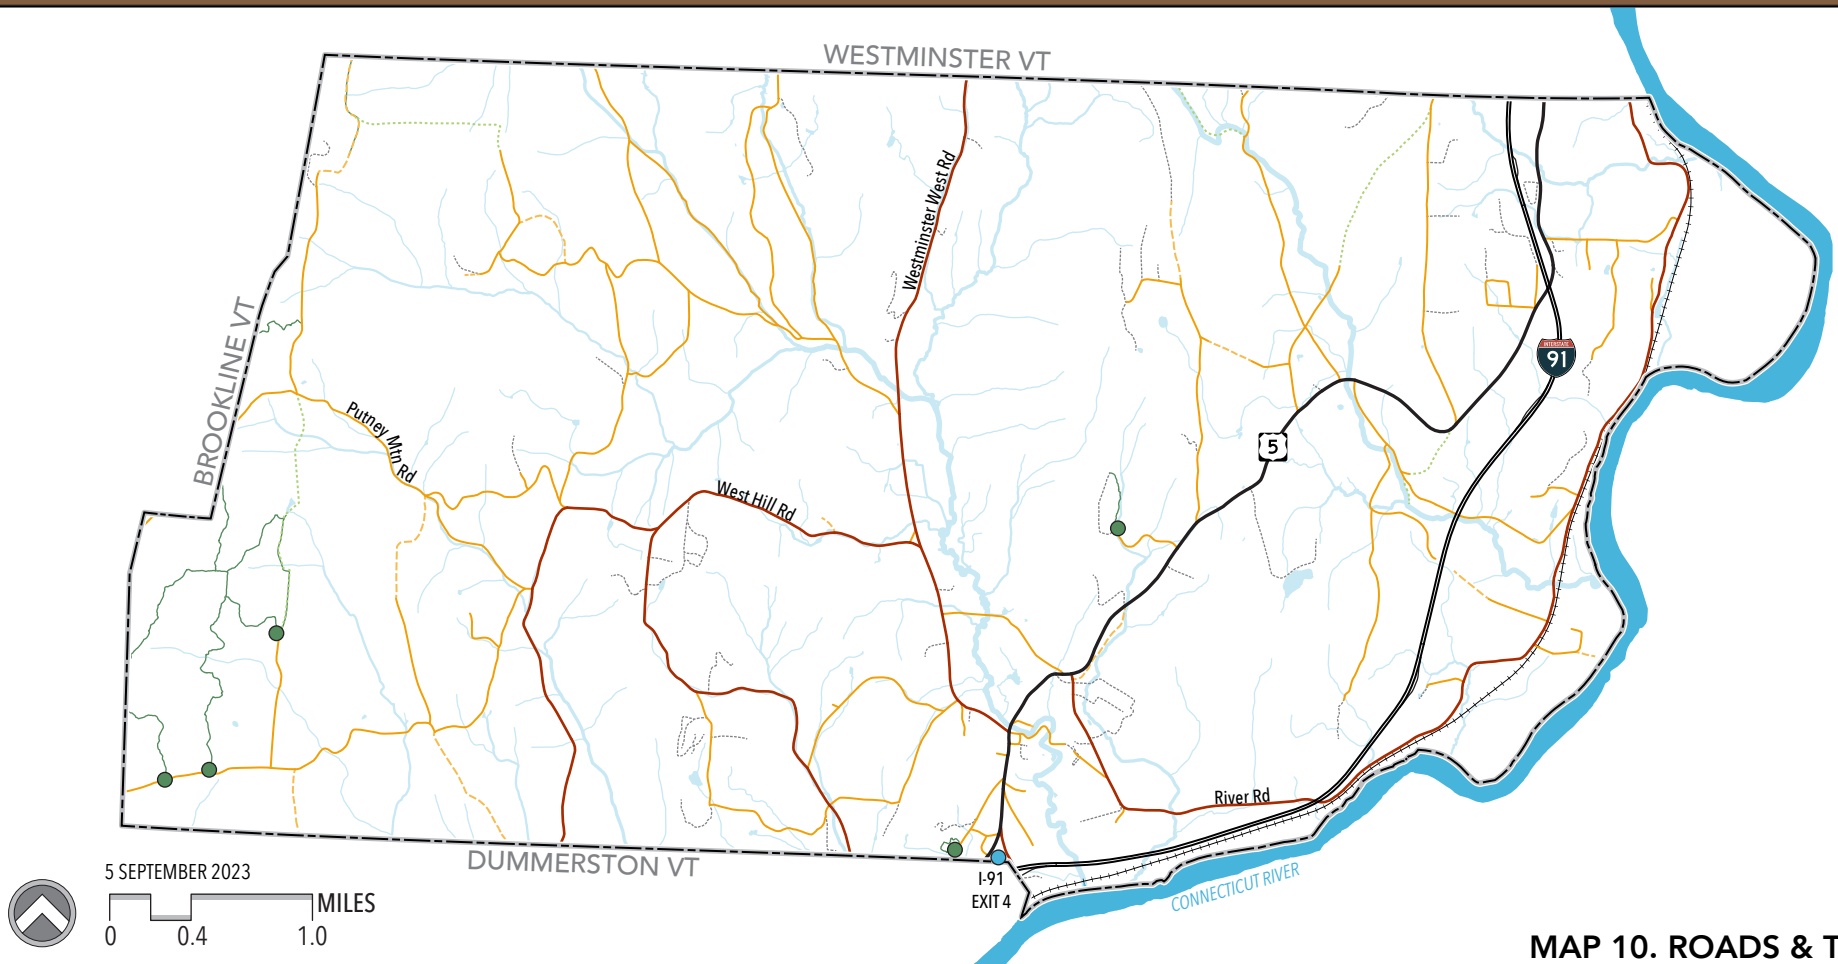 WESTMINSTER VT
Westminster West Rd
BROOKLINE VT
INTERSTATE
91
Putney Mtn Rd
5
West Hill Rd
River Rd
DUMMERSTON VT
5 SEPTEMBER 2023
MILES
0 0.4 1.0
I-91
EXIT 4
CONNECTICUT RIVER
MAP 10. ROADS & T